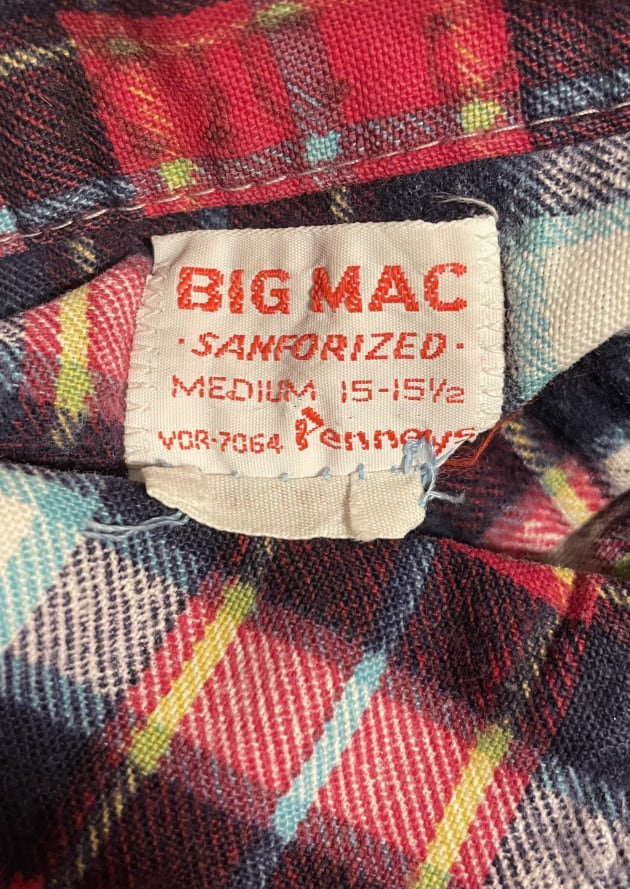 BIG MAC
·SANFORIZED·
MEDIUM 15-15½
VOR-7064 Penneys